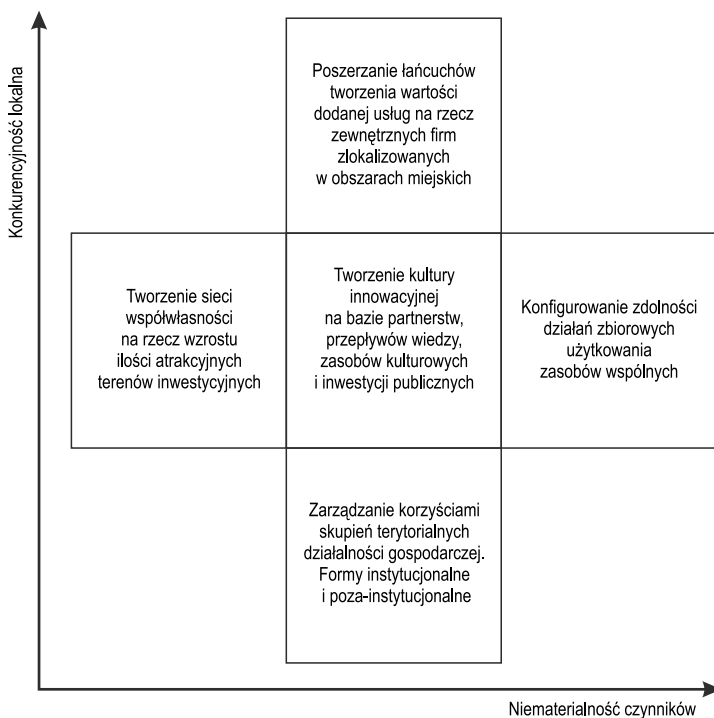 Konkurencyjność lokalna
Poszerzanie łańcuchów
tworzenia wartości
dodanej usług na rzecz
zewnętrznych firm
zlokalizowanych
w obszarach miejskich
Tworzenie sieci
współwłasności
na rzecz wzrostu
ilości atrakcyjnych
terenów inwestycyjnych
Tworzenie kultury
innowacyjnej
na bazie partnerstw,
przepływów wiedzy,
zasobów kulturowych
i inwestycji publicznych
Konfigurowanie zdolności
działań zbiorowych
użytkowania
zasobów wspólnych
Zarządzanie korzyściami
skupień terytorialnych
działalności gospodarczej.
Formy instytucjonalne
i poza-instytucjonalne
Niematerialność czynników